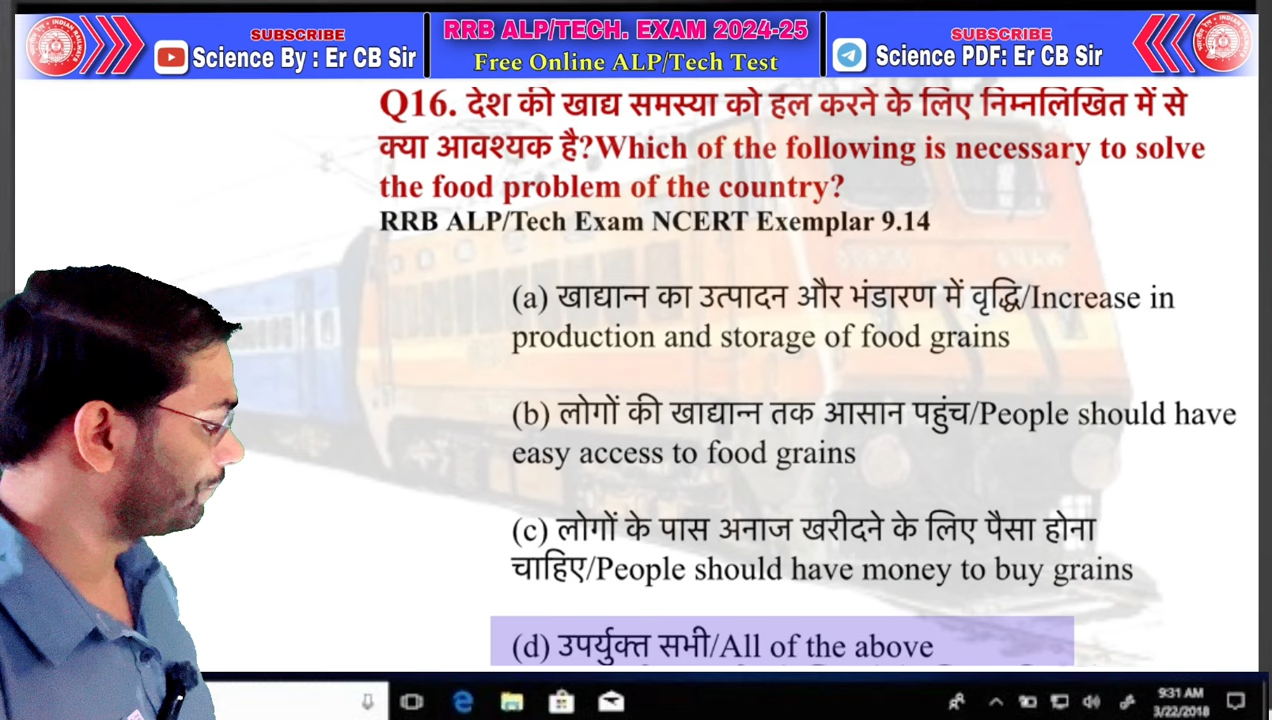 SUBSCRIBE
Science By : Er CB Sir
RRB ALP/TECH. EXAM 2024-25
Free Online ALP/Tech Test
SUBSCRIBE
Science PDF: Er CB Sir
Q16. देश की खाद्य समस्या को हल करने के लिए निम्नलिखित में से
क्या आवश्यक है?Which of the following is necessary to solve
the food problem of the country?
RRB ALP/Tech Exam NCERT Exemplar 9.14
(a) खाद्यान्न का उत्पादन और भंडारण में वृद्धि/Increase in
production and storage of food grains
(b) लोगों की खाद्यान्न तक आसान पहुंच/People should have
easy access to food grains
(c) लोगों के पास अनाज खरीदने के लिए पैसा होना
चाहिए/People should have money to buy grains
(d) उपर्युक्त सभी/All of the above
9:31 AM
3/22/2018